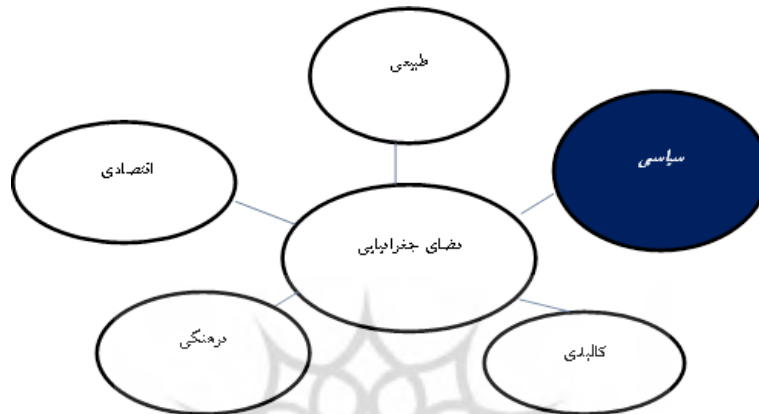 طبیعی
سیاسی
اقتصادی
فضای جغرافیایی
فرهنگی
کالبدی